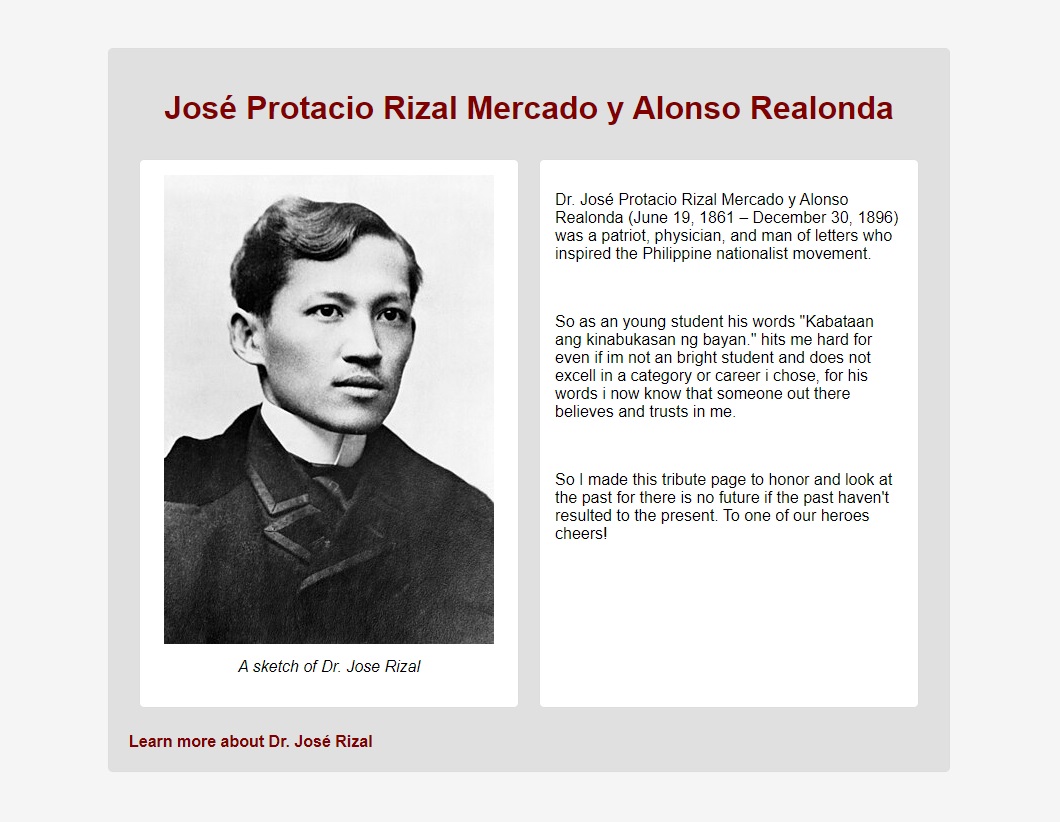 José Protacio Rizal Mercado y Alonso Realonda
A sketch of Dr. Jose Rizal
Dr. José Protacio Rizal Mercado y Alonso
Realonda (June 19, 1861 – December 30, 1896)
was a patriot, physician, and man of letters who
inspired the Philippine nationalist movement.
So as an young student his words "Kabataan
ang kinabukasan ng bayan." hits me hard for
even if im not an bright student and does not
excell in a category or career i chose, for his
words i now know that someone out there
believes and trusts in me.
So I made this tribute page to honor and look at
the past for there is no future if the past haven't
resulted to the present. To one of our heroes
cheers!
Learn more about Dr. José Rizal